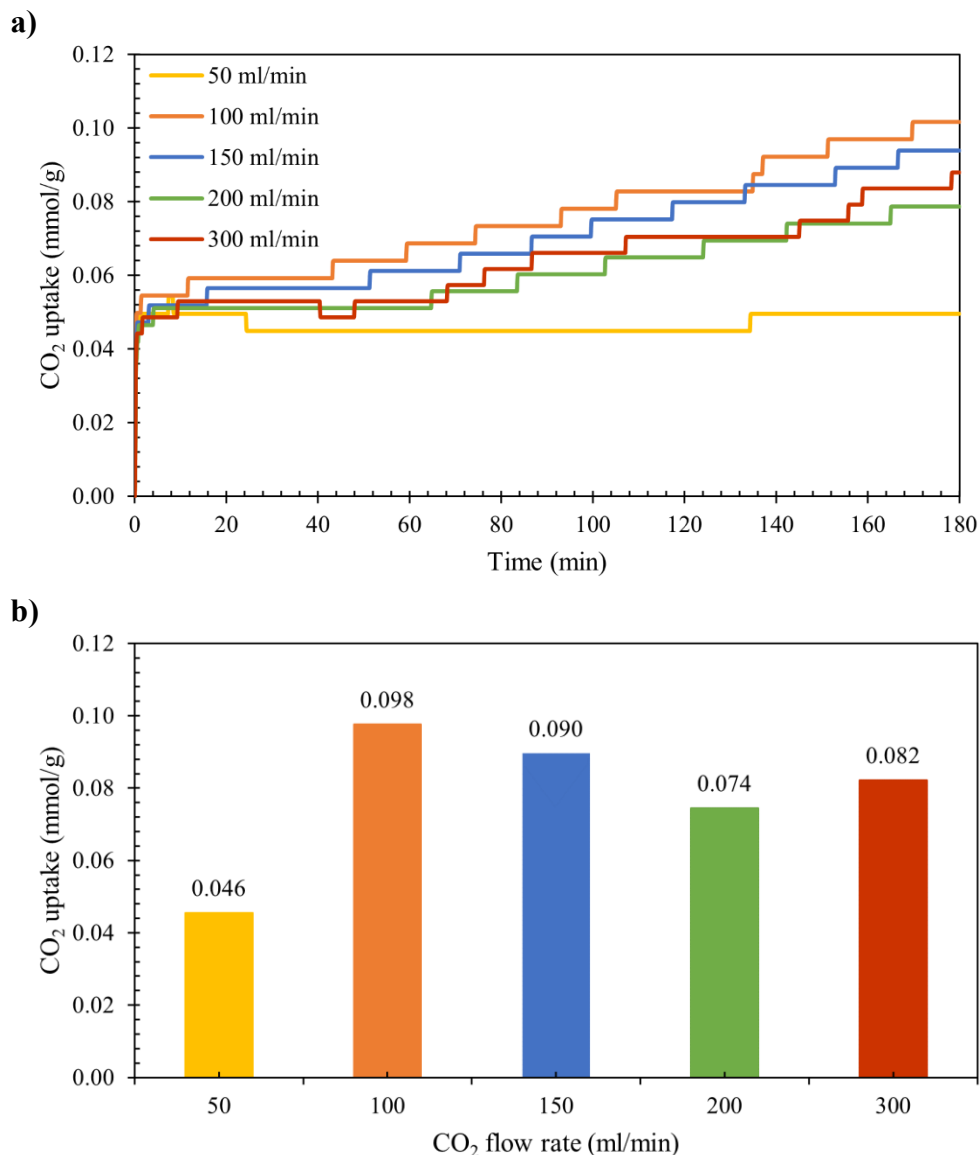 a)
0.12
0.10
0.08
0.06
0.04
0.02
0.00
CO₂ uptake (mmol/g)
50 ml/min
100 ml/min
150 ml/min
200 ml/min
300 ml/min
0 20 40 60 80 100 120 140 160 180
Time (min)
b)
0.12
0.10
0.08
0.06
0.04
0.02
0.00
CO₂ uptake (mmol/g)
0.046
0.098
0.090
0.074
0.082
50 100 150 200 300
CO₂ flow rate (ml/min)